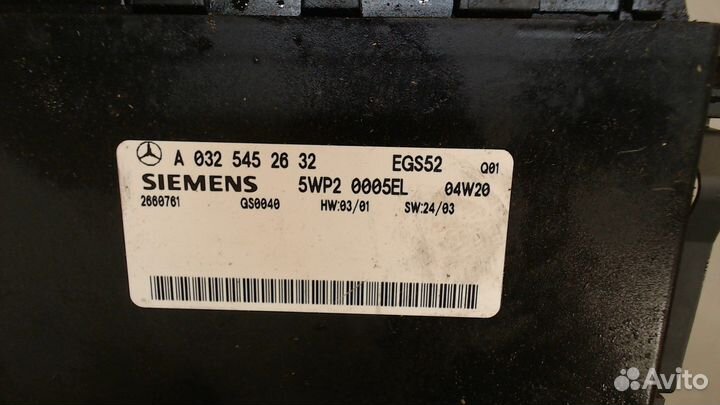 A 032 545 26 32 EGS52 Q01
SIEMENS 5WP2 0005EL 04W20
2660761 GS0040 HW:03/01 SW:24/03
Avito